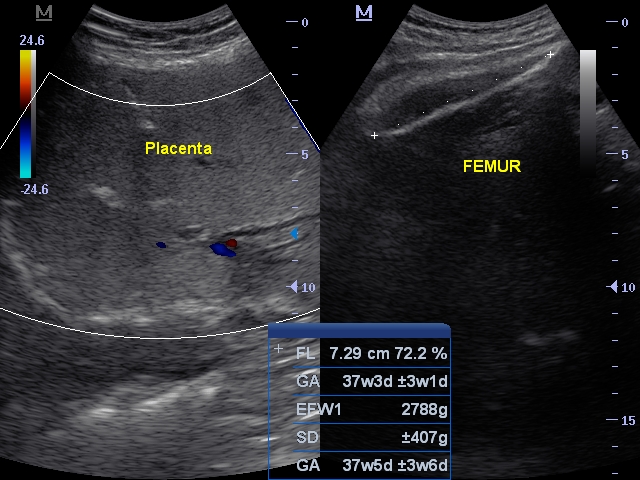 M
24.6
-24.6
Placenta
0
5
10
M
FEMUR
0
5
10
15
+ FL 7.29 cm 72.2 %
GA 37w3d ±3w1d
EFW1 2788g
SD ±407g
GA 37w5d ±3w6d